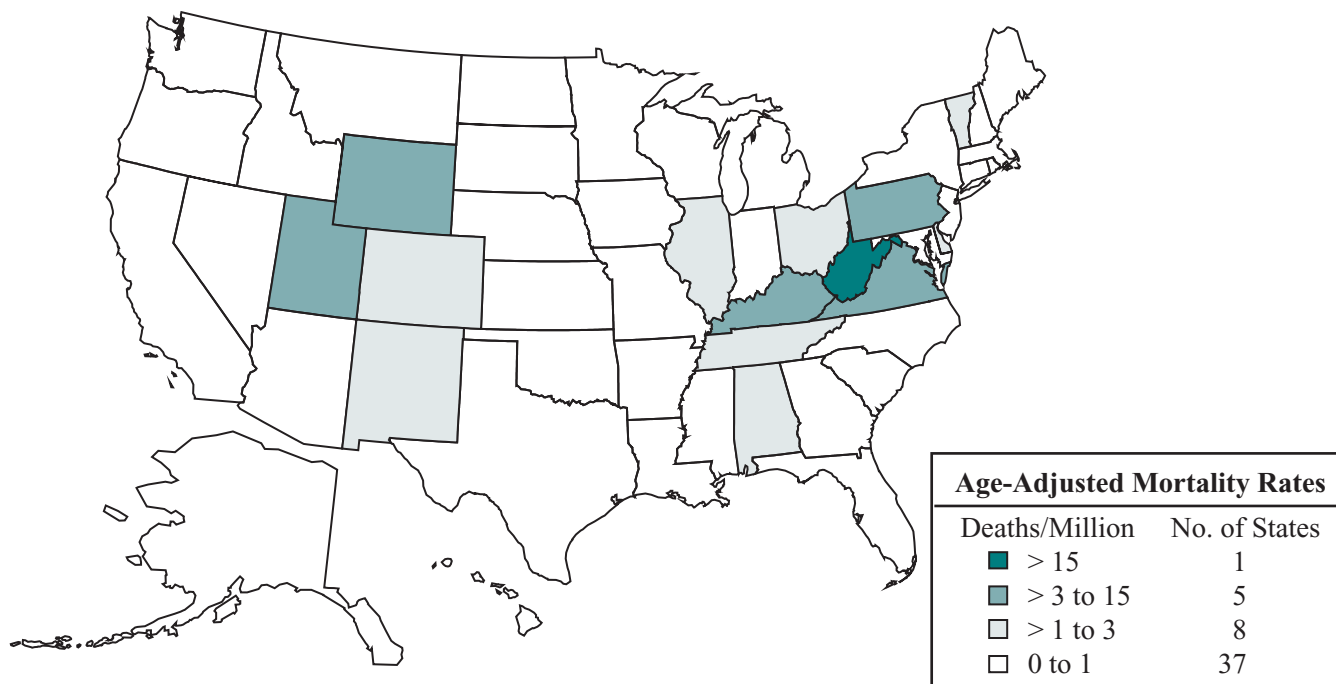 Age-Adjusted Mortality Rates
Deaths/Million No. of States
> 15 1
> 3 to 15 5
> 1 to 3 8
0 to 1 37